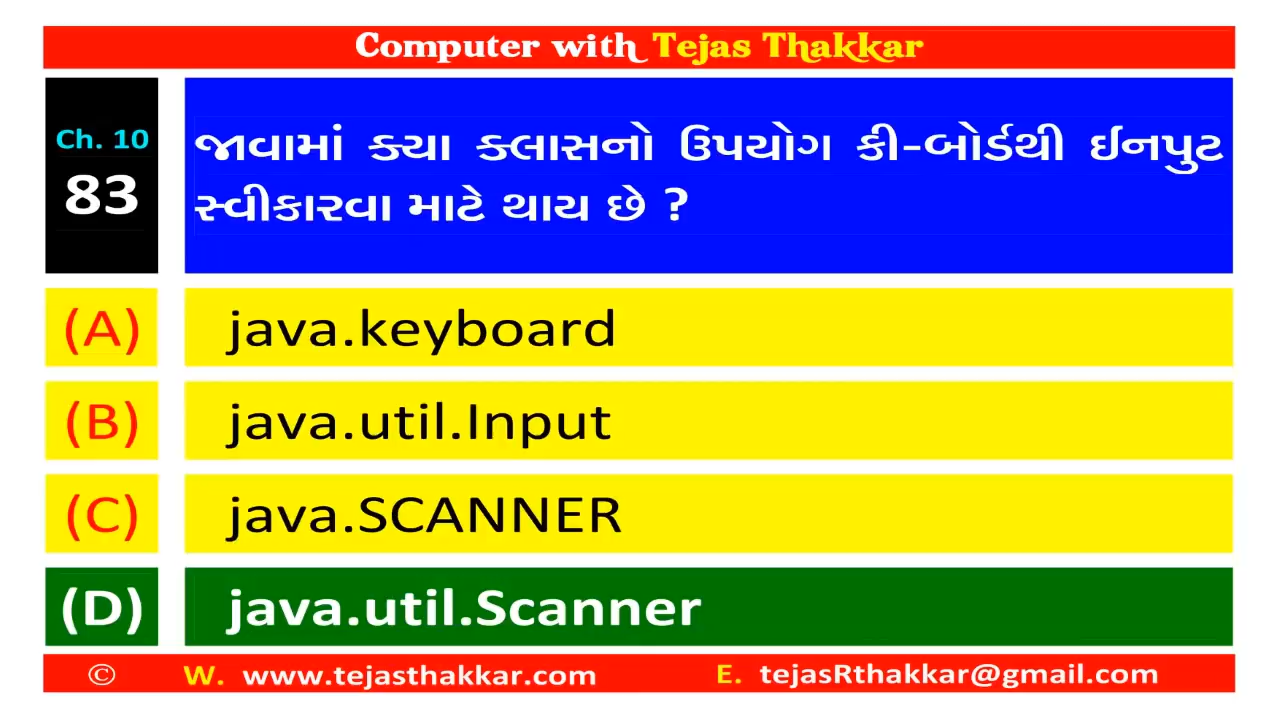 Computer with Tejas Thakkar
Ch. 10
83
જાવામાં ક્યા ક્લાસનો ઉપયોગ કી-બોર્ડથી ઈનપુટ
સ્વીકારવા માટે થાય છે ?
(A) java.keyboard
(B) java.util.Input
(C) java.SCANNER
(D) java.util.Scanner
© W. www.tejasthakkar.com E. tejasRthakkar@gmail.com